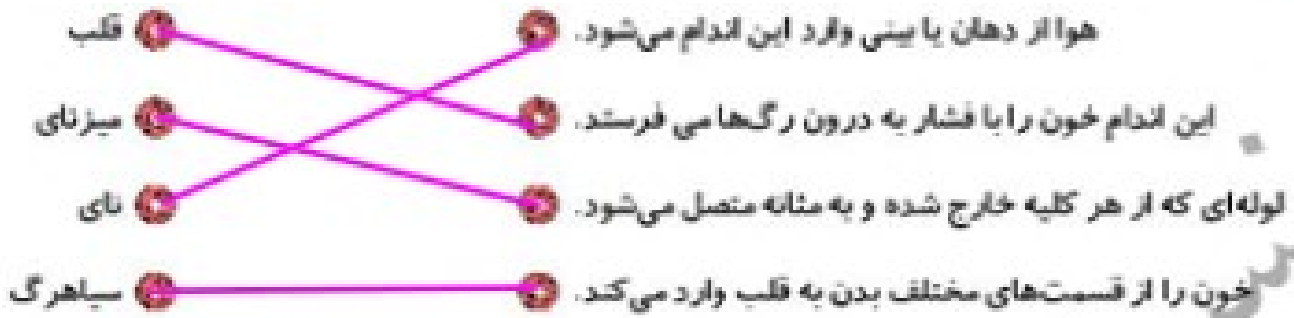 هوا از دهان یا بینی وارد این اندام می‌شود. قلب
این اندام خون را با فشار به درون رگ‌ها می فرستد. میزنای
لوله‌ای که از هر کلیه خارج شده و به مثانه متصل می‌شود. نای
خون را از قسمت‌های مختلف بدن به قلب وارد می‌کند. سیاهرگ